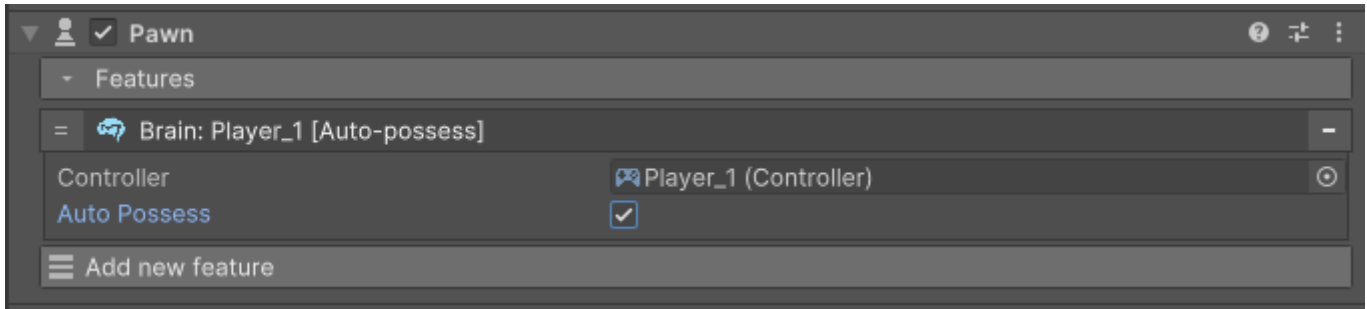 Pawn
Features
Brain: Player_1 [Auto-possess]
Controller Player_1 (Controller)
Auto Possess
Add new feature